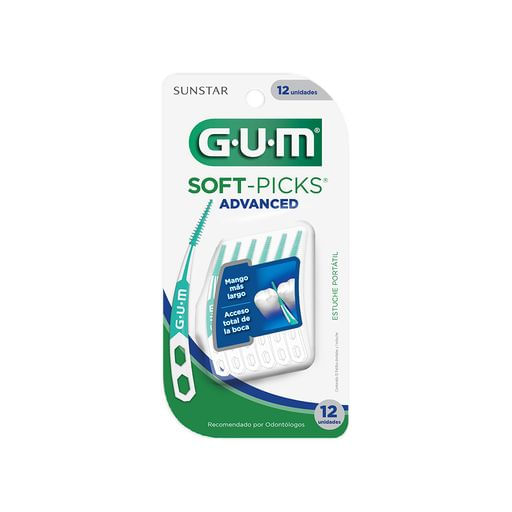 SUNSTAR
12 unidades
G·U·M®
SOFT-PICKS®
ADVANCED
Mango
más
largo
Acceso
total de
la boca
G·U·M
ESTUCHE PORTÁTIL
12
unidades
Recomendado por Odontólogos